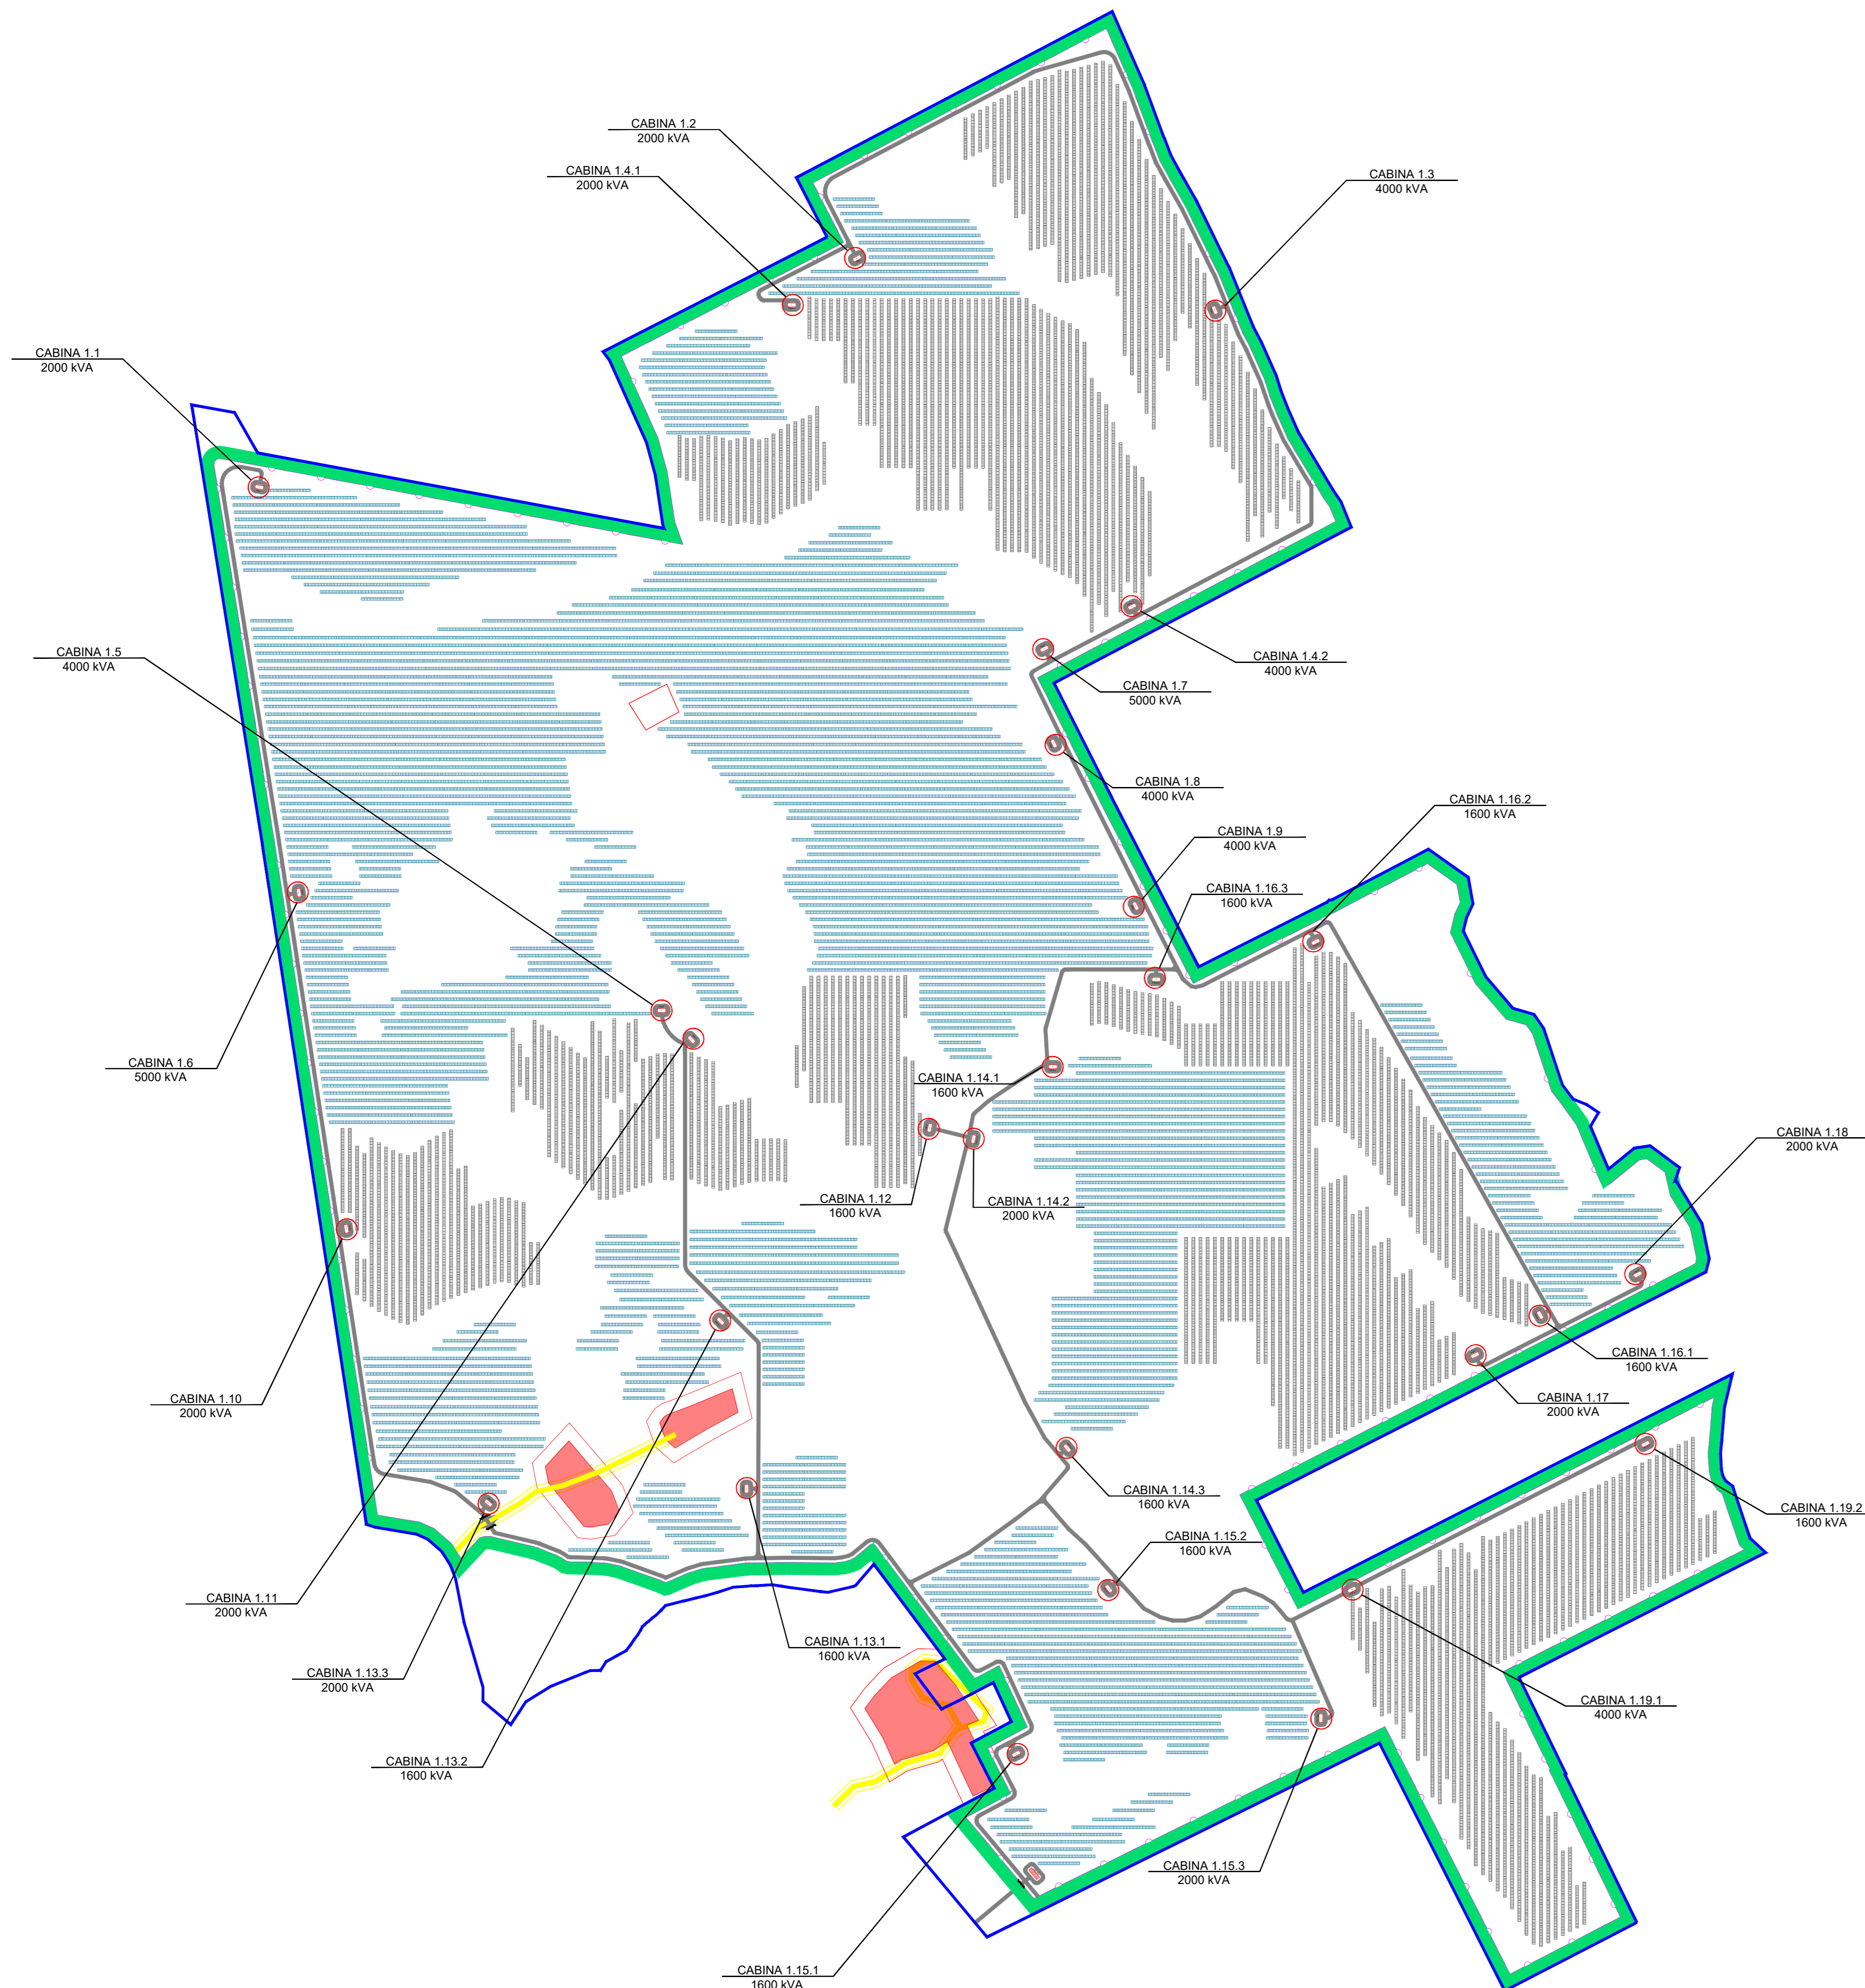 CABINA 1.2
2000 kVA
CABINA 1.4.1
2000 kVA
CABINA 1.3
4000 kVA
CABINA 1.1
2000 kVA
CABINA 1.5
4000 kVA
CABINA 1.4.2
4000 kVA
CABINA 1.7
5000 kVA
CABINA 1.8
4000 kVA
CABINA 1.16.2
1600 kVA
CABINA 1.9
4000 kVA
CABINA 1.16.3
1600 kVA
CABINA 1.6
5000 kVA
CABINA 1.14.1
1600 kVA
CABINA 1.18
2000 kVA
CABINA 1.12
1600 kVA
CABINA 1.14.2
2000 kVA
CABINA 1.16.1
1600 kVA
CABINA 1.10
2000 kVA
CABINA 1.17
2000 kVA
CABINA 1.14.3
1600 kVA
CABINA 1.19.2
1600 kVA
CABINA 1.15.2
1600 kVA
CABINA 1.11
2000 kVA
CABINA 1.13.1
1600 kVA
CABINA 1.13.3
2000 kVA
CABINA 1.19.1
4000 kVA
CABINA 1.13.2
1600 kVA
CABINA 1.15.3
2000 kVA
CABINA 1.15.1
1600 kVA